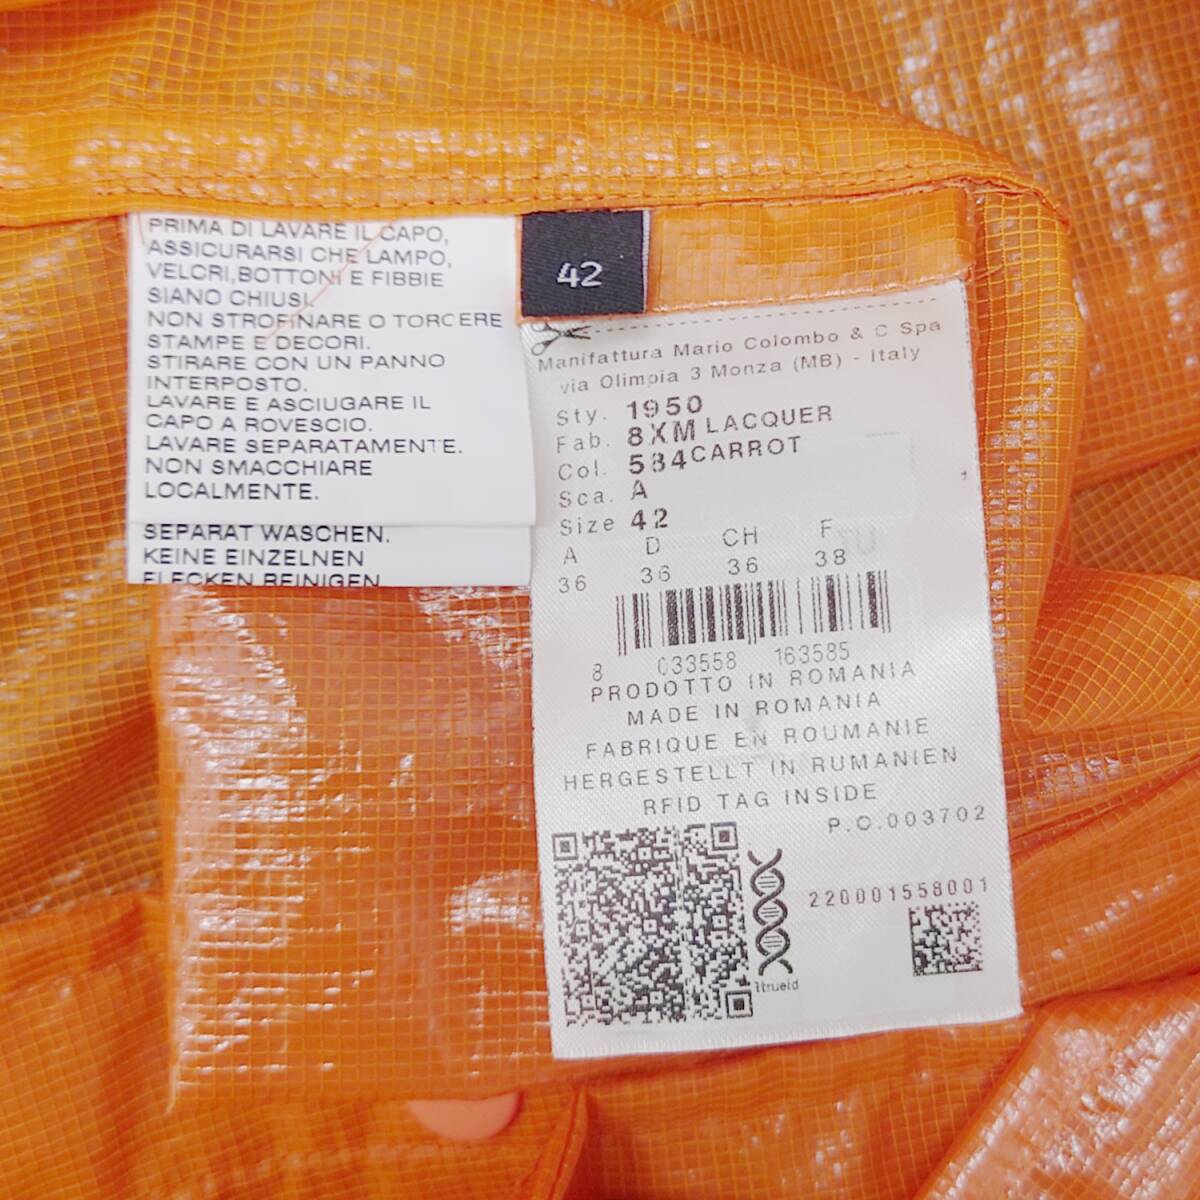 PRIMA DI LAVARE IL CAPO,
ASSICURARSI CHE LAMPO,
VELCRI,BOTTONI E FIBBIE
SIANO CHIUSI.
NON STROFINARE O TORCERE
STAMPE E DECORI.
STIRARE CON UN PANNO
INTERPOSTO.
LAVARE E ASCIUGARE IL
CAPO A ROVESCIO.
LAVARE SEPARATAMENTE.
NON SMACCHIARE
LOCALMENTE.
SEPARAT WASCHEN.
KEINE EINZELNEN
FLECKEN REINIGEN
42
Manifattura Mario Colombo & C Spa
via Olimpia 3 Monza (MB) - Italy
Sty. 1950
Fab. 8XM LACQUER
Col. 584CARROT
Sca. A
Size 42
A D CH F
36 36 36 38
8 033558 163585
PRODOTTO IN ROMANIA
MADE IN ROMANIA
FABRIQUE EN ROUMANIE
HERGESTELLT IN RUMANIEN
RFID TAG INSIDE
P.O.003702
220001558001
1trueid